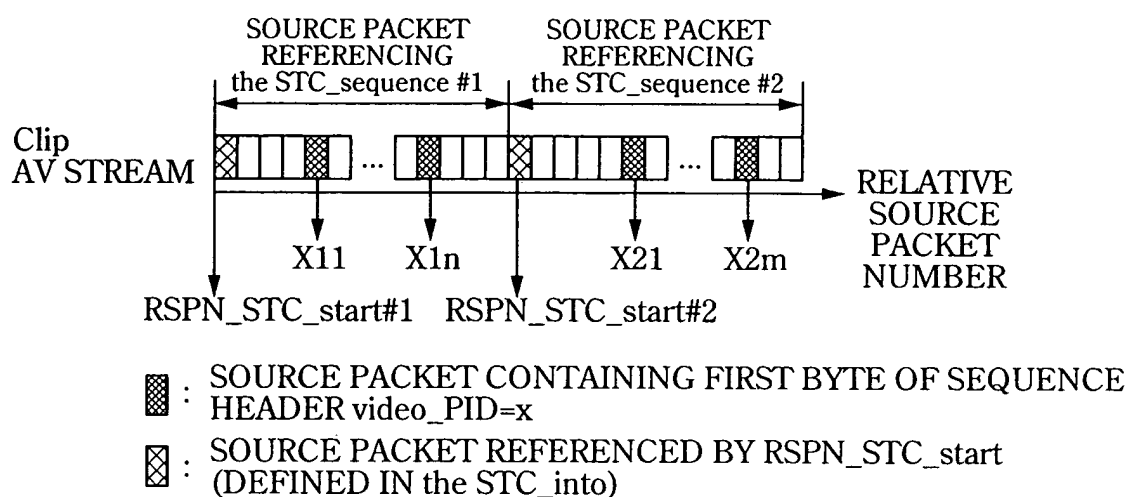 SOURCE PACKET
REFERENCING
the STC_sequence #1
SOURCE PACKET
REFERENCING
the STC_sequence #2
Clip
AV STREAM
...
...
RELATIVE
SOURCE
PACKET
NUMBER
X11
X1n
X21
X2m
RSPN_STC_start#1
RSPN_STC_start#2
: SOURCE PACKET CONTAINING FIRST BYTE OF SEQUENCE
HEADER video_PID=x
: SOURCE PACKET REFERENCED BY RSPN_STC_start
(DEFINED IN the STC_into)